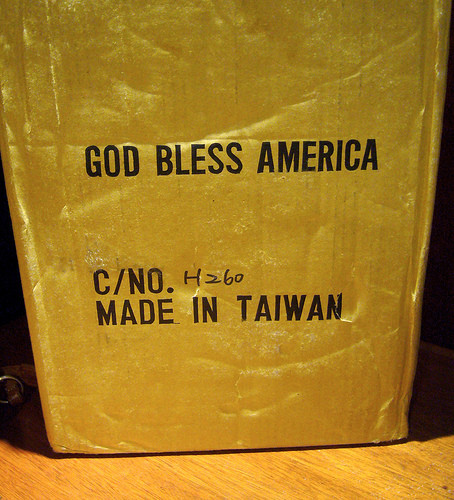 GOD BLESS AMERICA
C/NO. H260
MADE IN TAIWAN